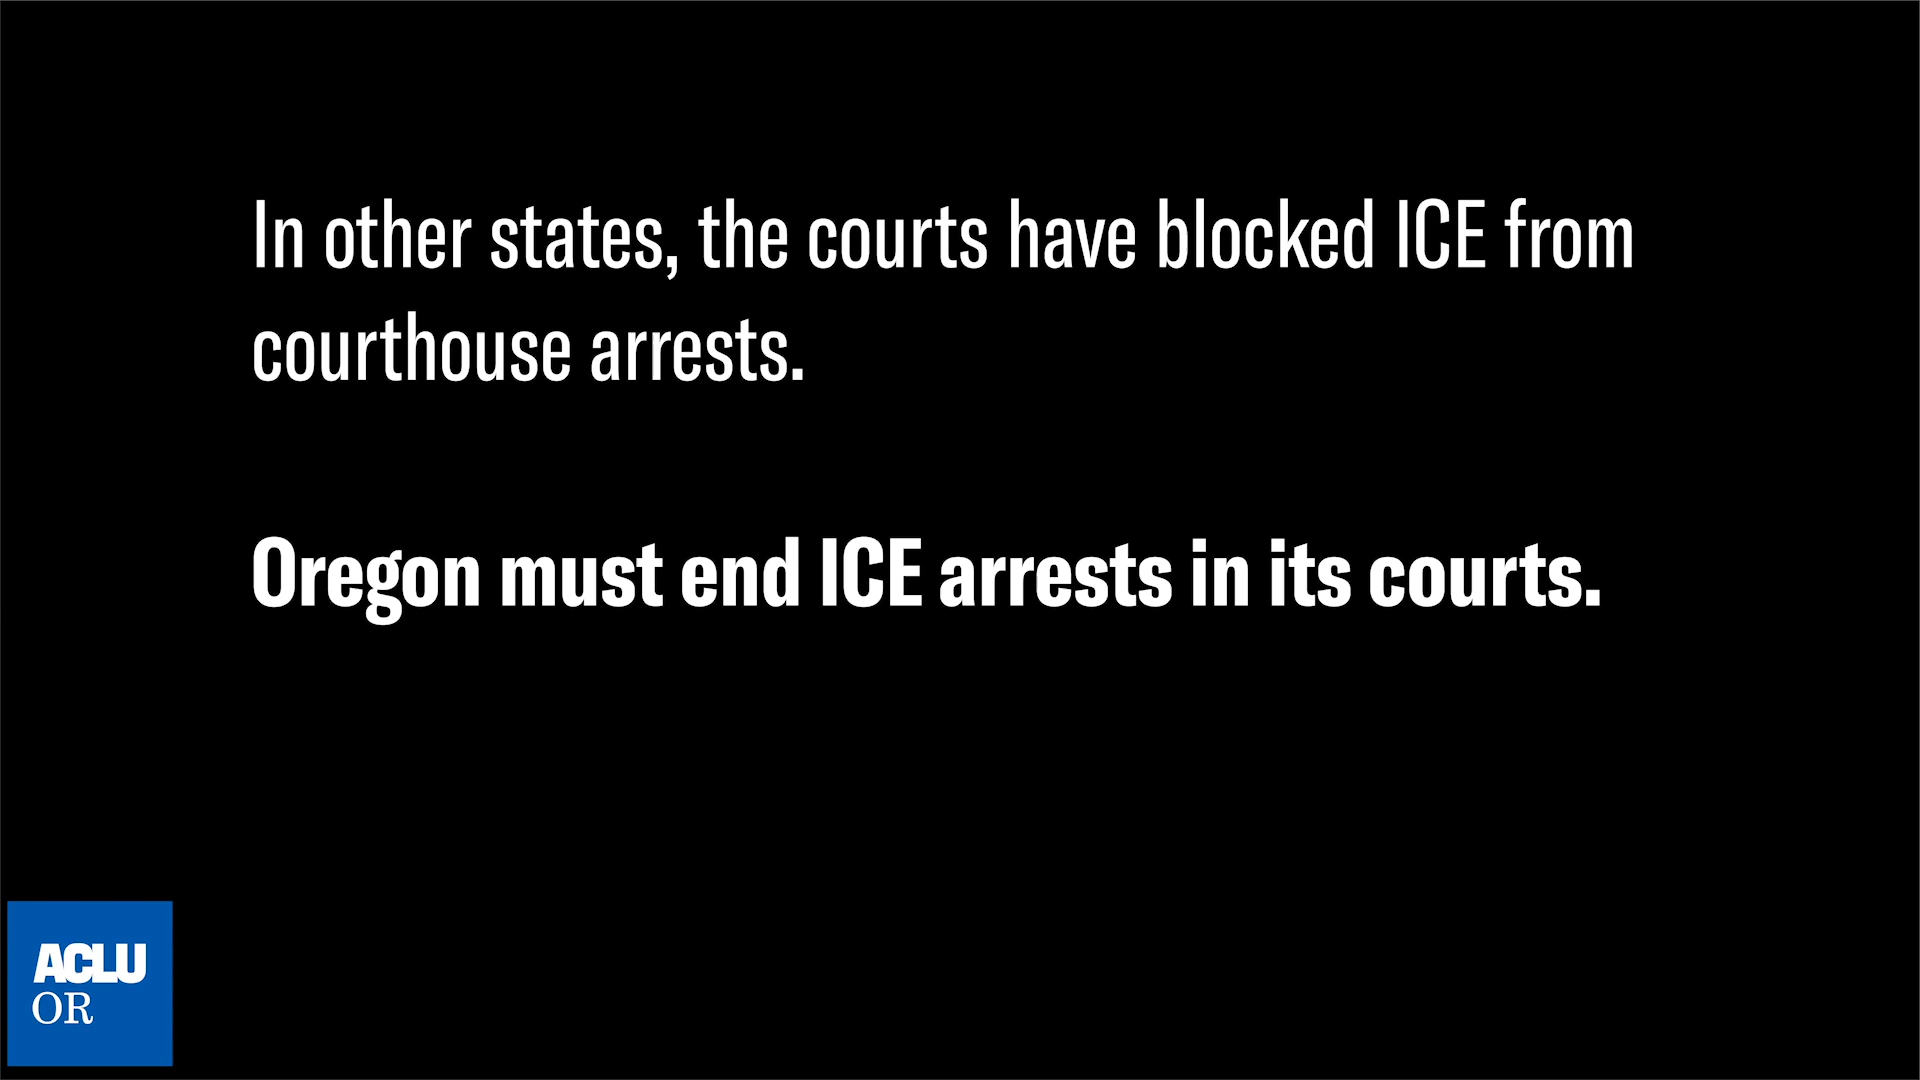 In other states, the courts have blocked ICE from
courthouse arrests.
Oregon must end ICE arrests in its courts.
ACLU
OR